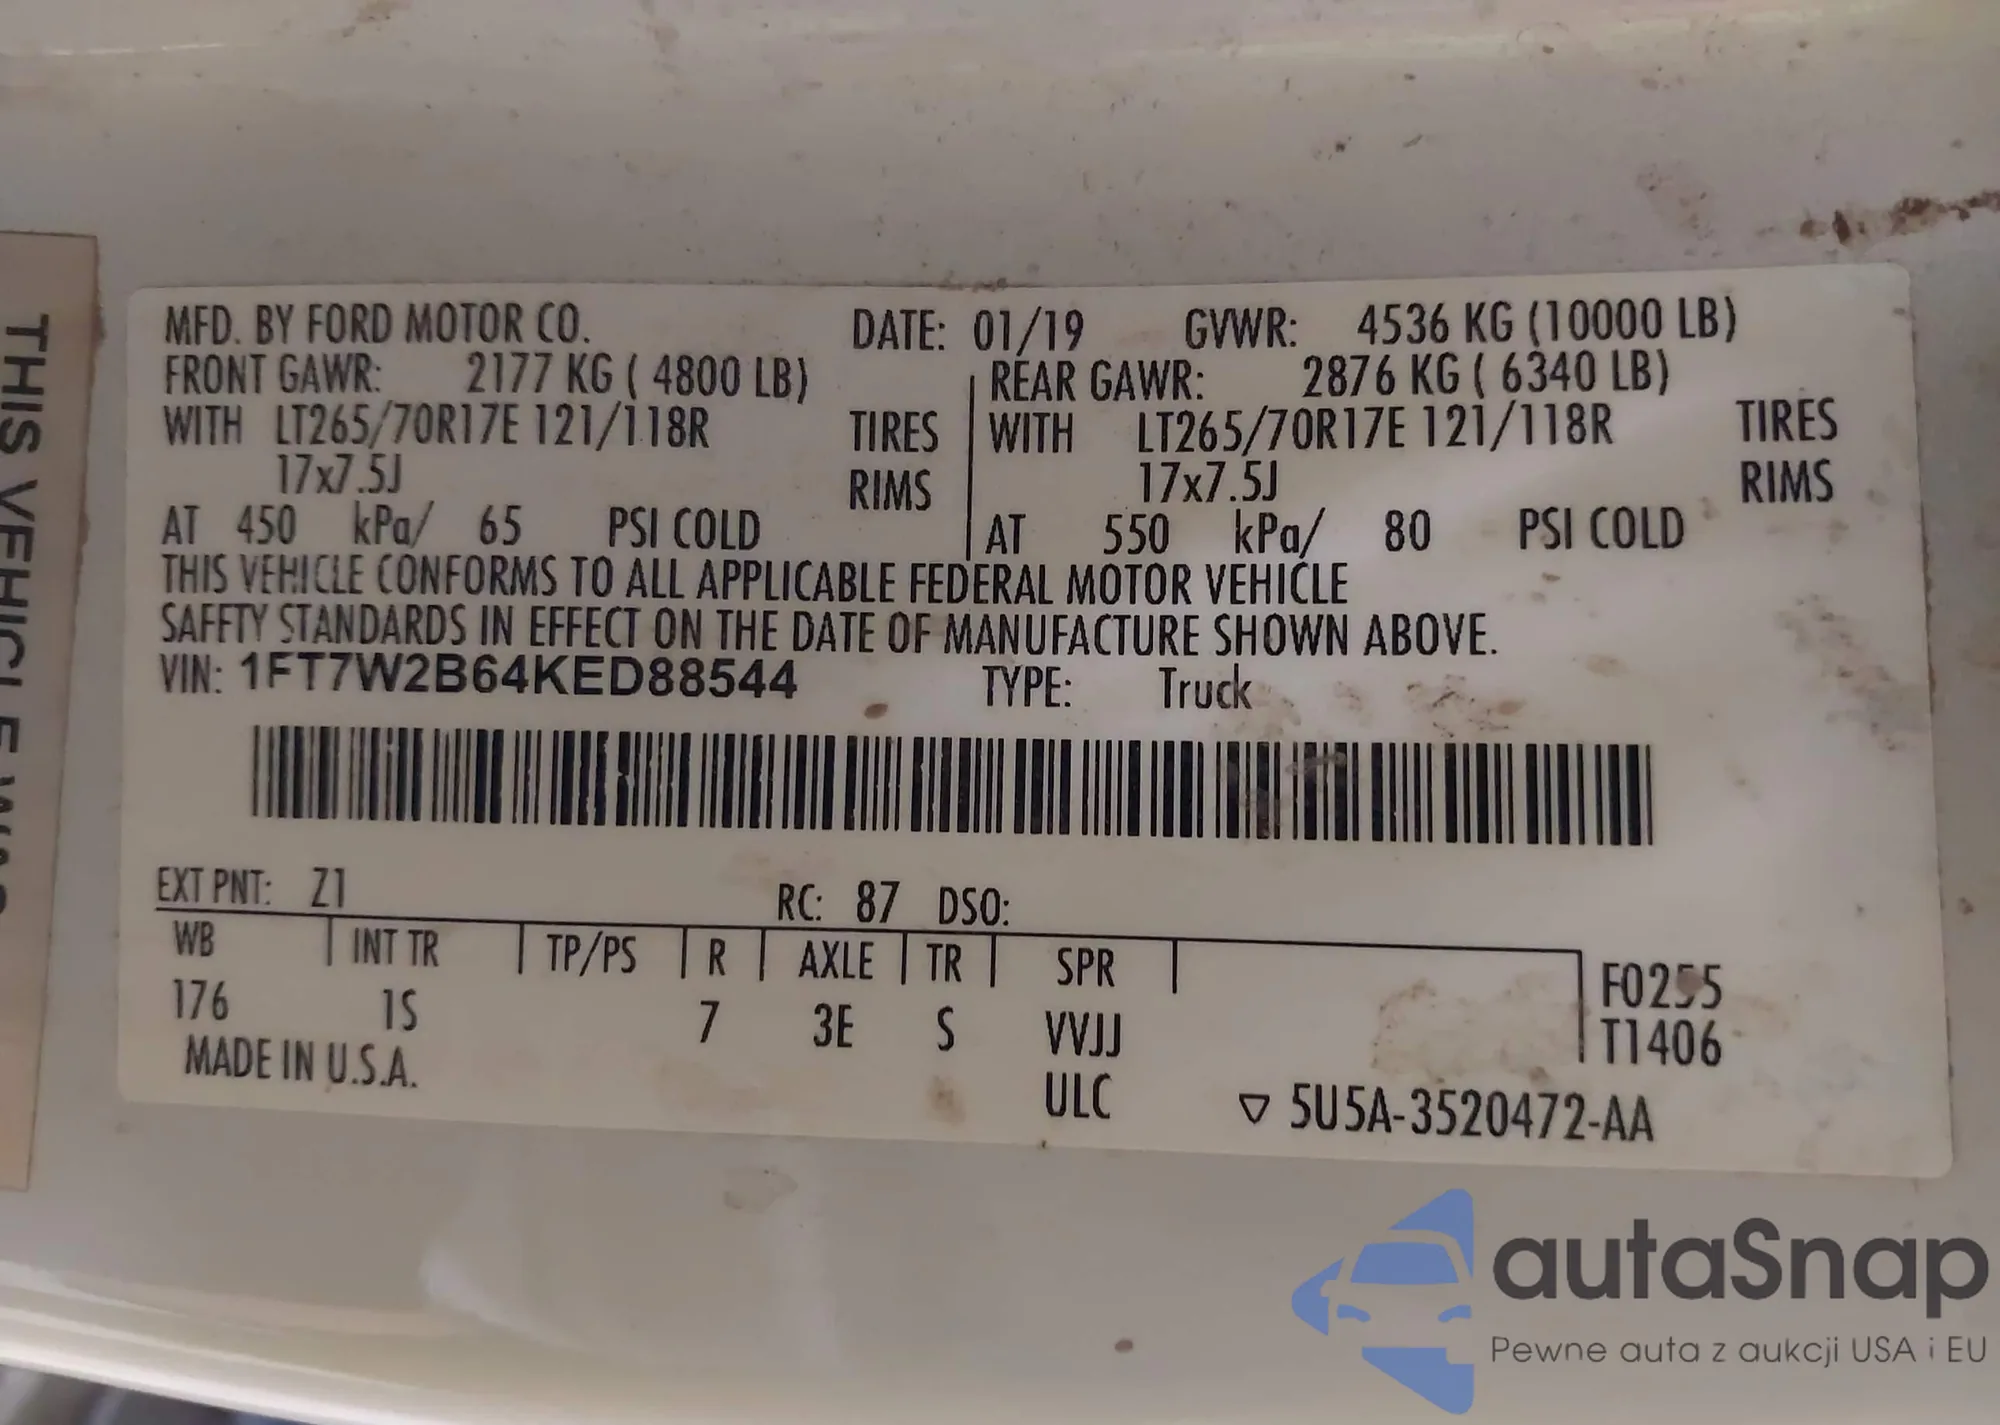 MFD. BY FORD MOTOR CO. DATE: 01/19 GVWR: 4536 KG (10000 LB)
FRONT GAWR: 2177 KG ( 4800 LB) REAR GAWR: 2876 KG ( 6340 LB)
WITH LT265/70R17E 121/118R TIRES WITH LT265/70R17E 121/118R TIRES
17x7.5J RIMS 17x7.5J RIMS
AT 450 kPa/ 65 PSI COLD AT 550 kPa/ 80 PSI COLD
THIS VEHICLE CONFORMS TO ALL APPLICABLE FEDERAL MOTOR VEHICLE
SAFETY STANDARDS IN EFFECT ON THE DATE OF MANUFACTURE SHOWN ABOVE.
VIN: 1FT7W2B64KED88544 TYPE: Truck
EXT PNT: Z1 RC: 87 DSO:
WB INT TR TP/PS R AXLE TR SPR F0255
176 1S 7 3E S VVJJ T1406
MADE IN U.S.A. ULC ▽ 5U5A-3520472-AA
THIS VEHICLE
autaSnap
Pewne auta z aukcji USA i EU